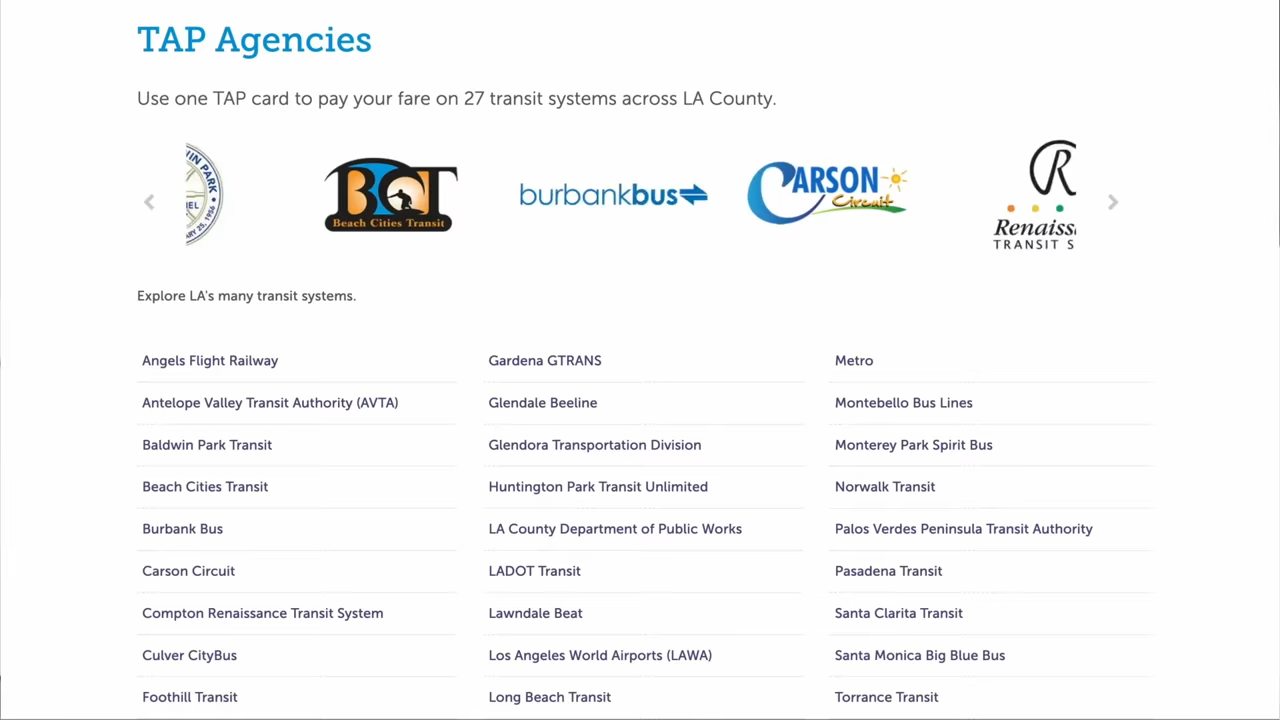 TAP Agencies
Use one TAP card to pay your fare on 27 transit systems across LA County.
BCT
Beach Cities Transit
burbankbus
CARSON
Circuit
R
Renaiss
TRANSIT S
Explore LA's many transit systems.
Angels Flight Railway
Gardena GTRANS
Metro
Antelope Valley Transit Authority (AVTA)
Glendale Beeline
Montebello Bus Lines
Baldwin Park Transit
Glendora Transportation Division
Monterey Park Spirit Bus
Beach Cities Transit
Huntington Park Transit Unlimited
Norwalk Transit
Burbank Bus
LA County Department of Public Works
Palos Verdes Peninsula Transit Authority
Carson Circuit
LADOT Transit
Pasadena Transit
Compton Renaissance Transit System
Lawndale Beat
Santa Clarita Transit
Culver CityBus
Los Angeles World Airports (LAWA)
Santa Monica Big Blue Bus
Foothill Transit
Long Beach Transit
Torrance Transit